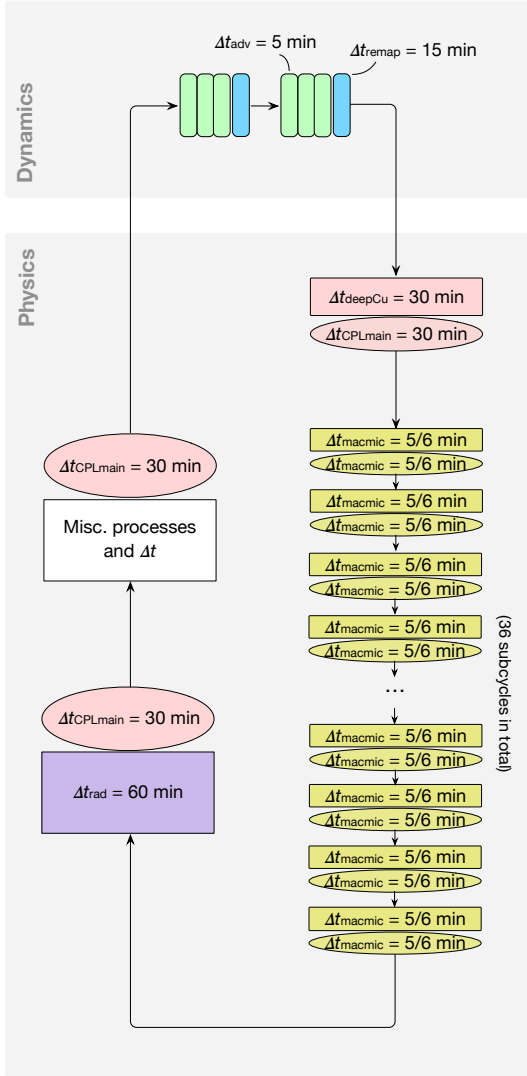 Dynamics
Δtadv = 5 min
Δtremap = 15 min
Physics
ΔtdeepCu = 30 min
ΔtCPLmain = 30 min
Δtmacmic = 5/6 min
Δtmacmic = 5/6 min
Δtmacmic = 5/6 min
Δtmacmic = 5/6 min
Δtmacmic = 5/6 min
Δtmacmic = 5/6 min
Δtmacmic = 5/6 min
Δtmacmic = 5/6 min
...
(36 subcycles in total)
Δtmacmic = 5/6 min
Δtmacmic = 5/6 min
Δtmacmic = 5/6 min
Δtmacmic = 5/6 min
Δtmacmic = 5/6 min
Δtmacmic = 5/6 min
Δtmacmic = 5/6 min
Δtmacmic = 5/6 min
ΔtCPLmain = 30 min
Misc. processes
and Δt
ΔtCPLmain = 30 min
Δtrad = 60 min